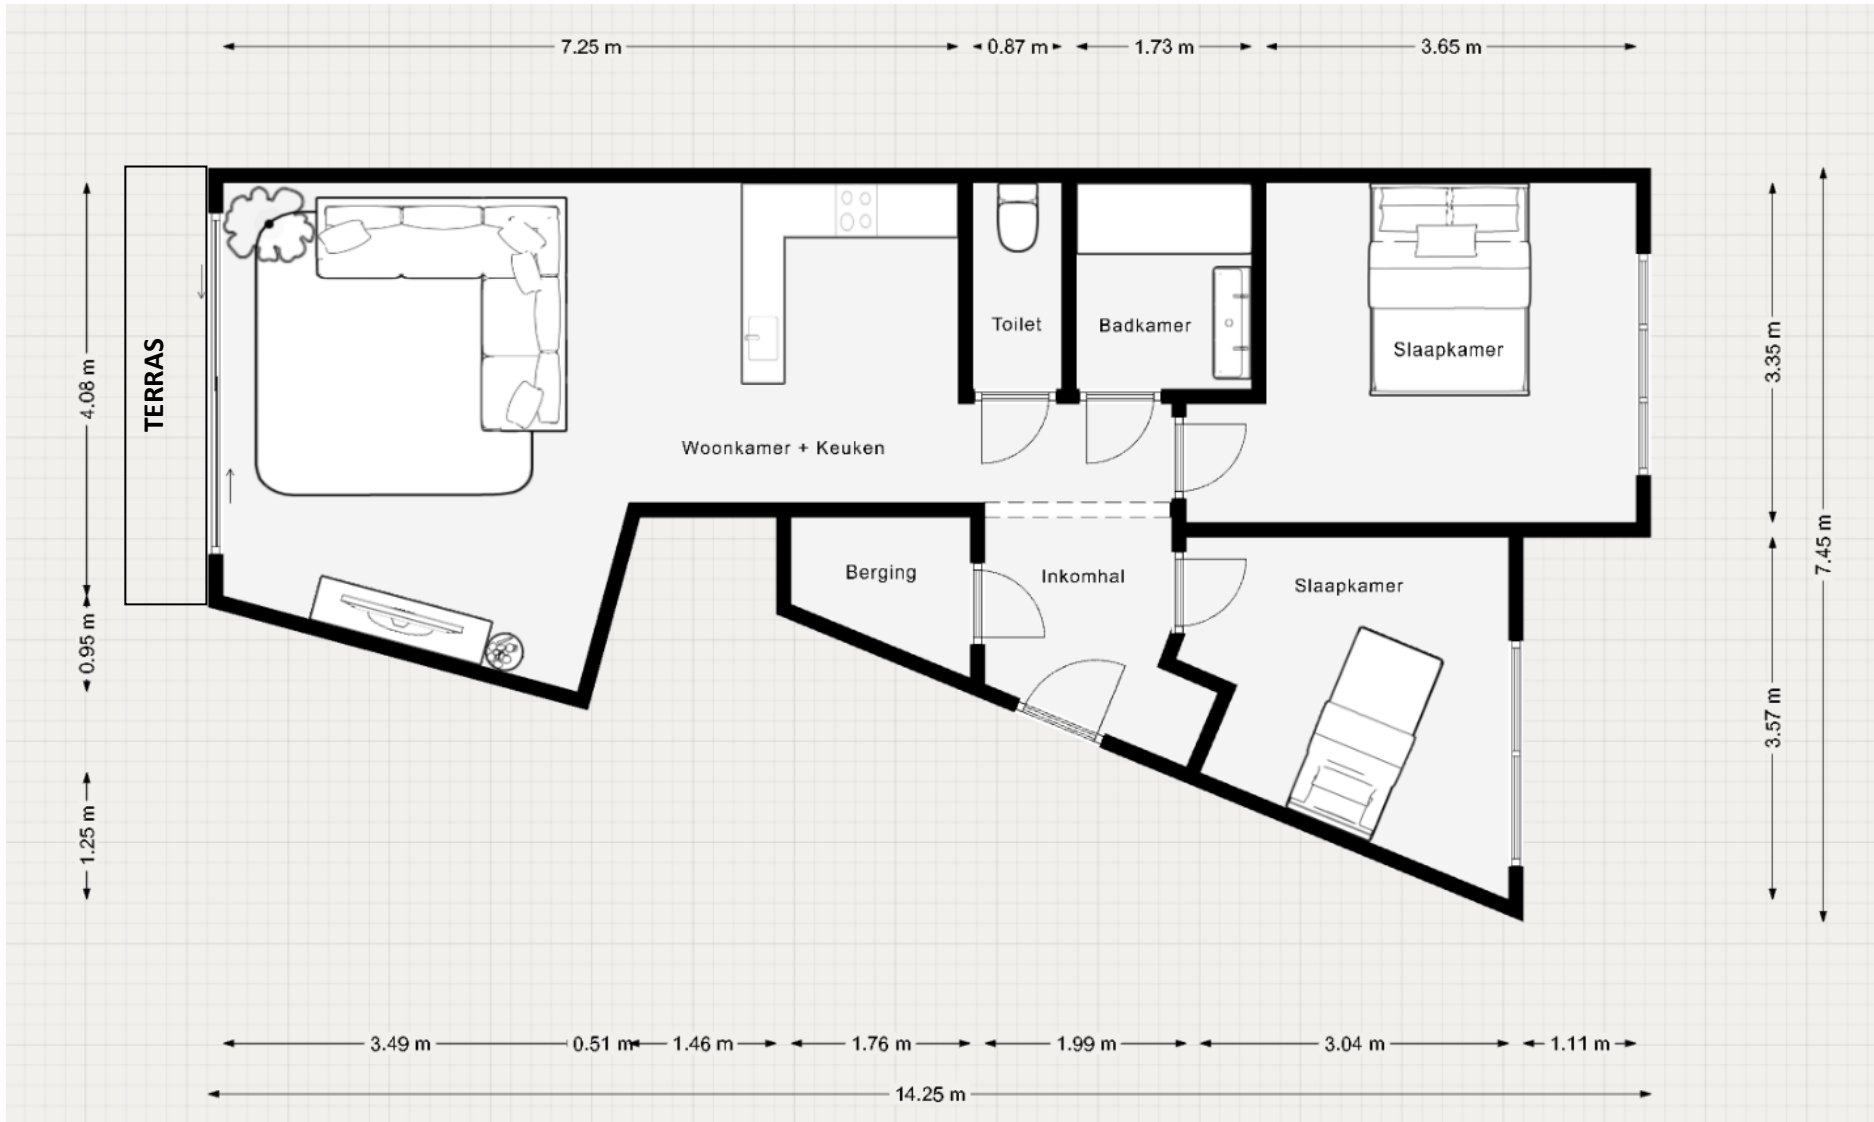 7.25 m
0.87 m
1.73 m
3.65 m
4.08 m
TERRAS
Toilet
Badkamer
Slaapkamer
3.35 m
Woonkamer + Keuken
Berging
Inkomhal
Slaapkamer
7.45 m
0.95 m
3.57 m
1.25 m
3.49 m
0.51 m
1.46 m
1.76 m
1.99 m
3.04 m
1.11 m
14.25 m